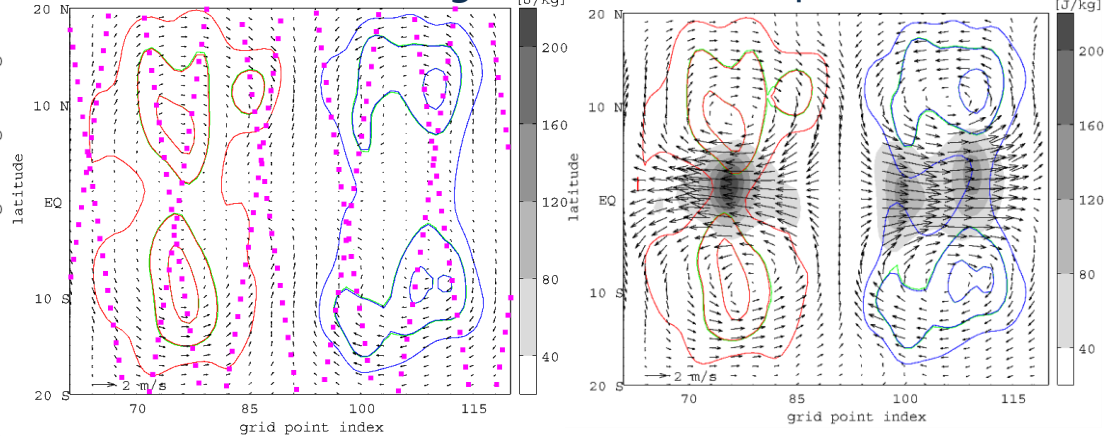 [J/kg]
20 N
10 N
EQ
10 S
20 S
latitude
2 m/s
70
85
100
115
grid point index
200
160
120
80
40
[J/kg]
20 N
10 N
EQ
10 S
20 S
latitude
2 m/s
70
85
100
115
grid point index
200
160
120
80
40